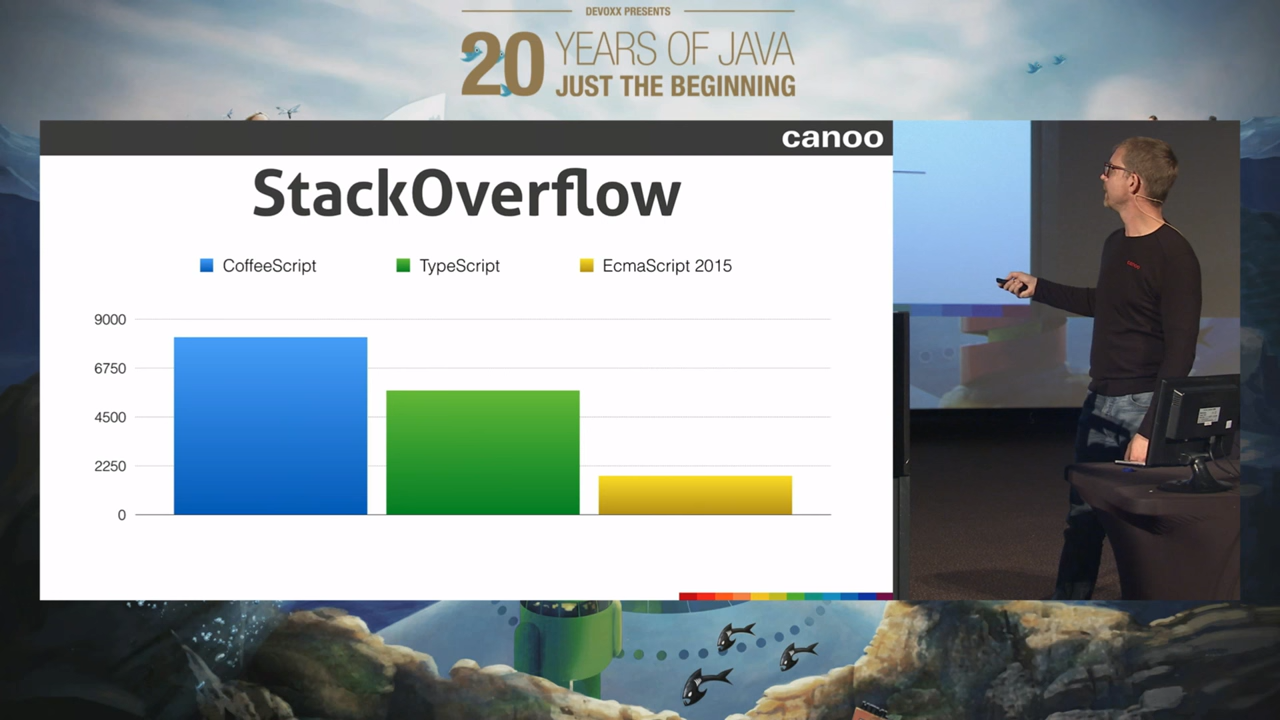 DEVOXX PRESENTS
20 YEARS OF JAVA
JUST THE BEGINNING
canoo
StackOverflow
CoffeeScript TypeScript EcmaScript 2015
9000
6750
4500
2250
0